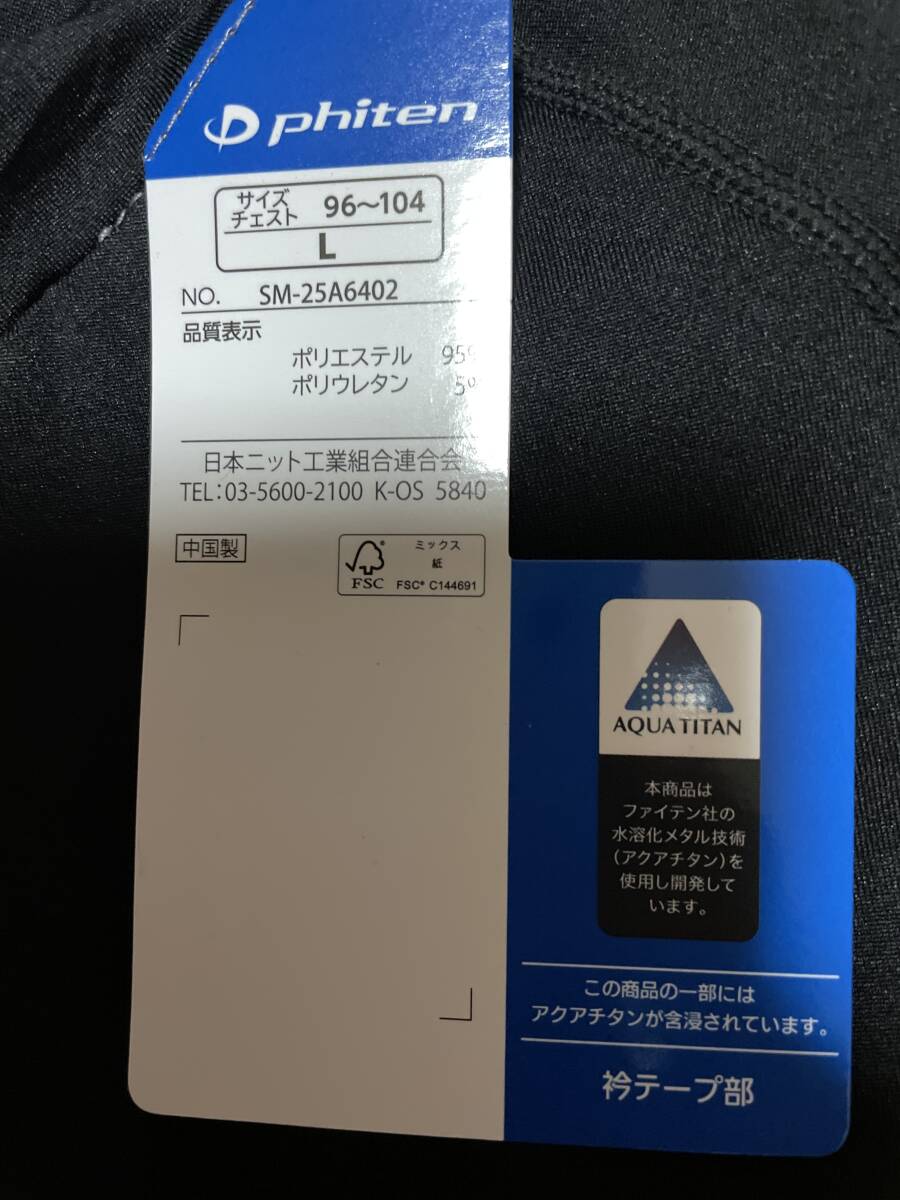 phiten
サイズ
チェスト 96〜104
L
NO. SM-25A6402
品質表示
ポリエステル 95%
ポリウレタン 5%
日本ニット工業組合連合会
TEL:03-5600-2100 K-OS 5840
中国製
ミックス
紙
FSC
FSC® C144691
AQUA TITAN
本商品は
ファイテン社の
水溶化メタル技術
(アクアチタン)を
使用し開発して
います。
この商品の一部には
アクアチタンが含浸されています。
衿テープ部